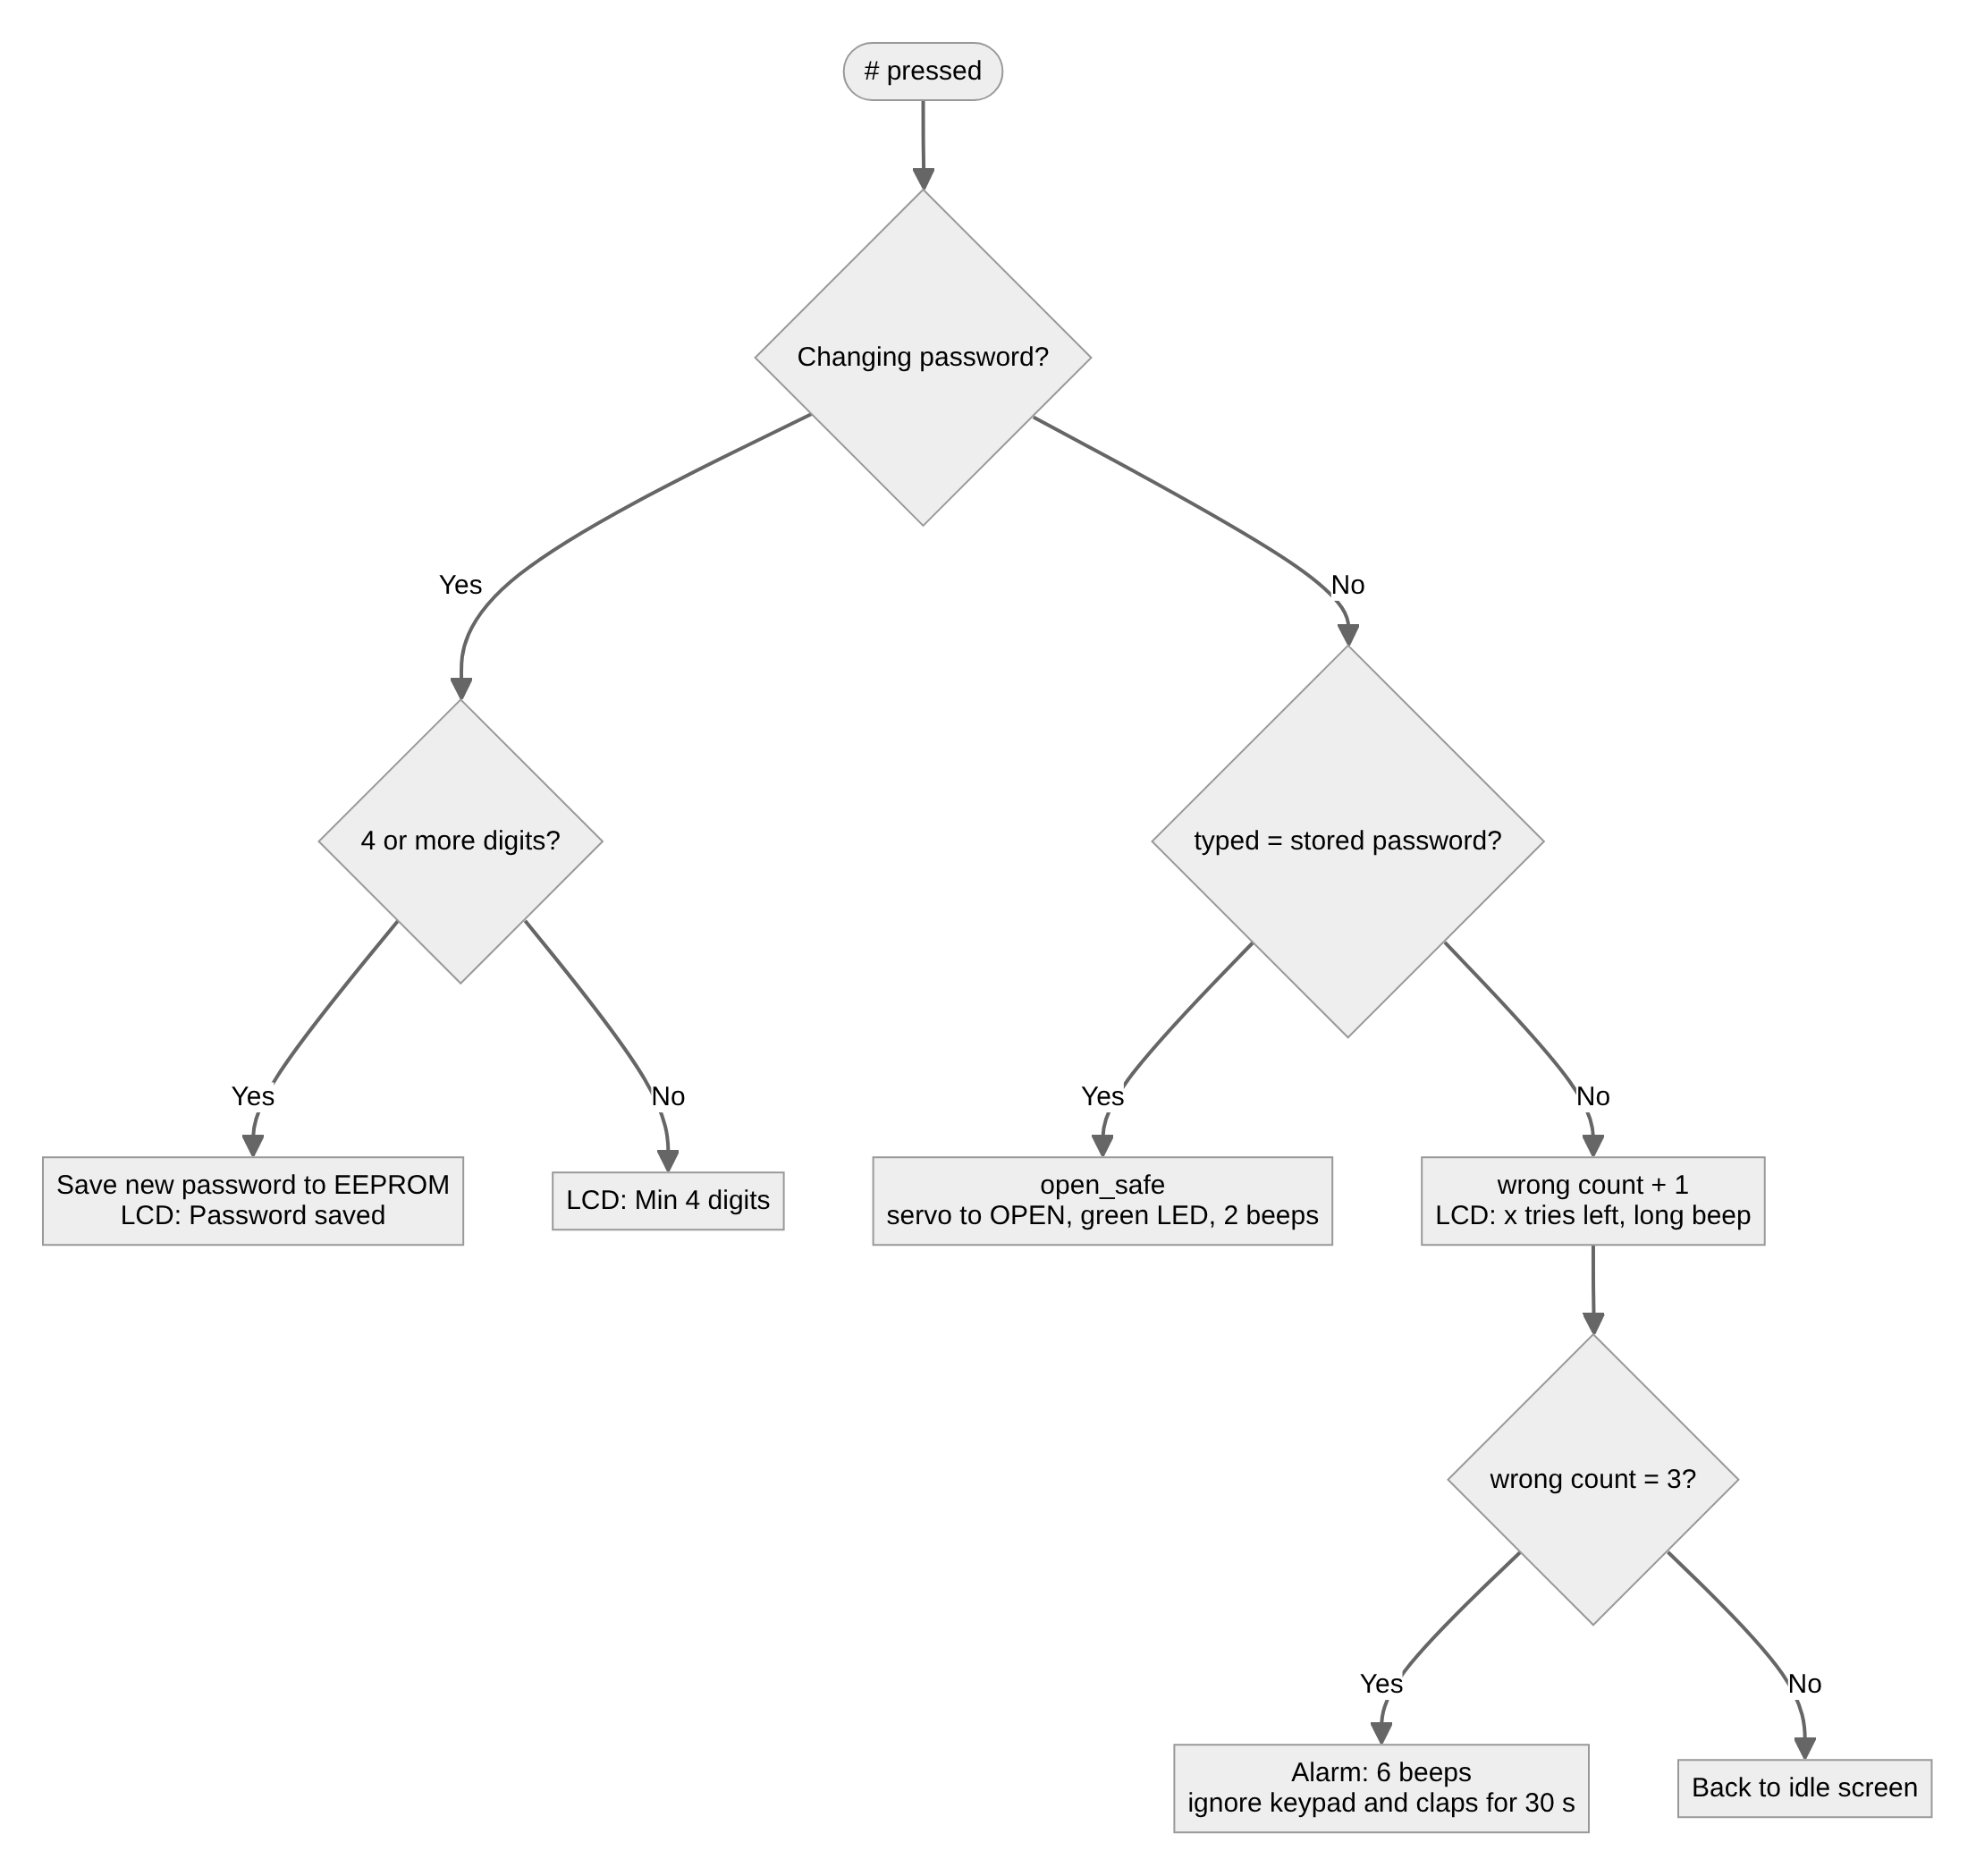 # pressed
Changing password?
Yes
No
4 or more digits?
typed = stored password?
Yes
No
Yes
No
Save new password to EEPROM
LCD: Password saved
LCD: Min 4 digits
open_safe
servo to OPEN, green LED, 2 beeps
wrong count + 1
LCD: x tries left, long beep
wrong count = 3?
Yes
No
Alarm: 6 beeps
ignore keypad and claps for 30 s
Back to idle screen